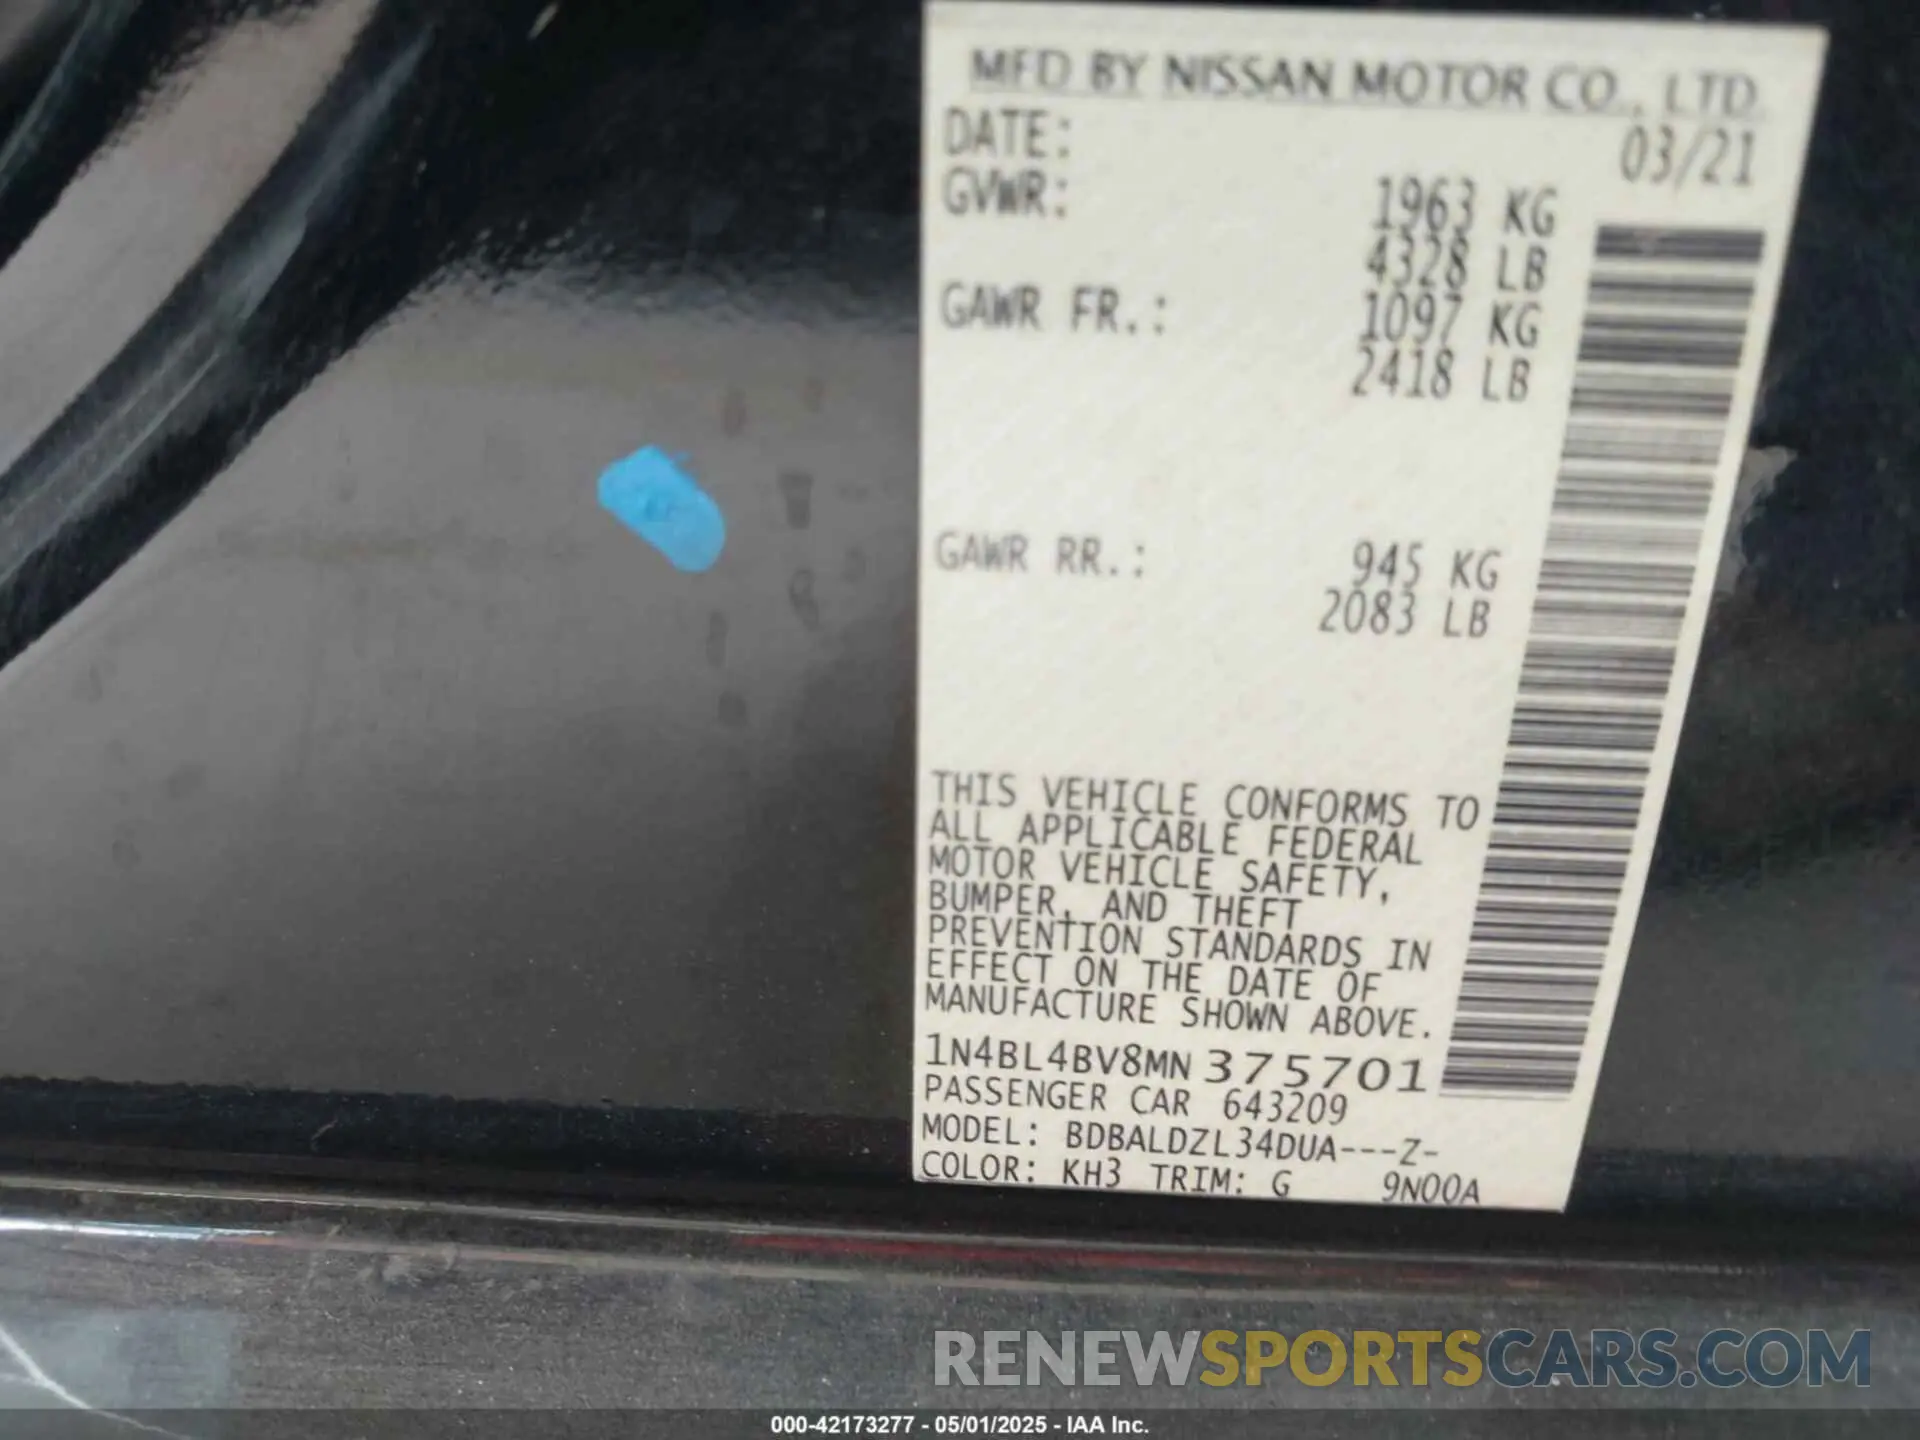 MFD BY NISSAN MOTOR CO., LTD.
DATE: 03/21
GVWR: 1963 KG
4328 LB
GAWR FR.: 1097 KG
2418 LB
GAWR RR.: 945 KG
2083 LB
THIS VEHICLE CONFORMS TO
ALL APPLICABLE FEDERAL
MOTOR VEHICLE SAFETY,
BUMPER, AND THEFT
PREVENTION STANDARDS IN
EFFECT ON THE DATE OF
MANUFACTURE SHOWN ABOVE.
1N4BL4BV8MN375701
PASSENGER CAR 643209
MODEL: BDBALDZL34DUA----Z-
COLOR: KH3 TRIM: G 9N00A
RENEWSPORTSCARS.COM
000-42173277 - 05/01/2025 - IAA Inc.